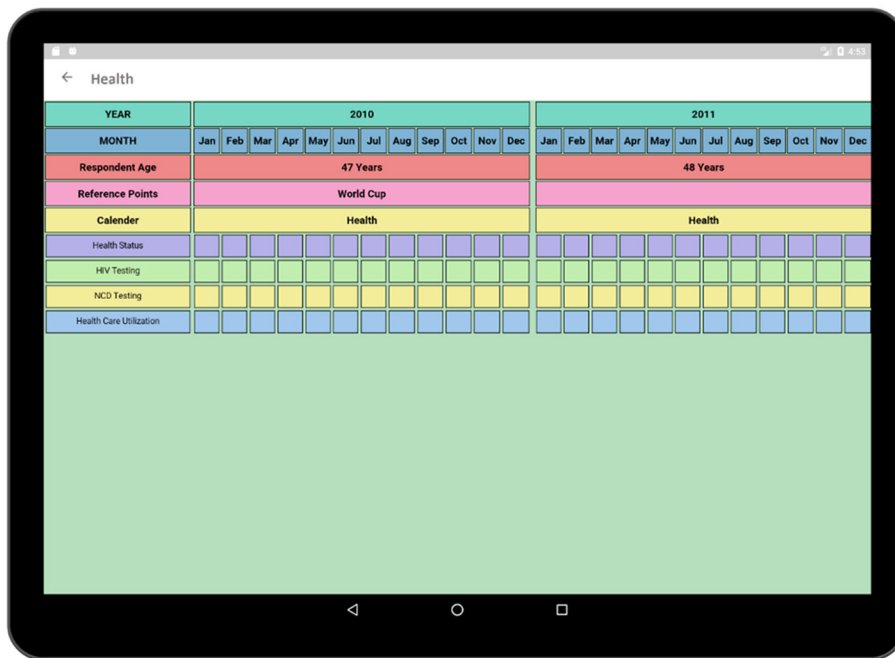 4:53
Health
YEAR 2010 2011
MONTH Jan Feb Mar Apr May Jun Jul Aug Sep Oct Nov Dec Jan Feb Mar Apr May Jun Jul Aug Sep Oct Nov Dec
Respondent Age 47 Years 48 Years
Reference Points World Cup
Calender Health Health
Health Status
HIV Testing
NCD Testing
Health Care Utilization